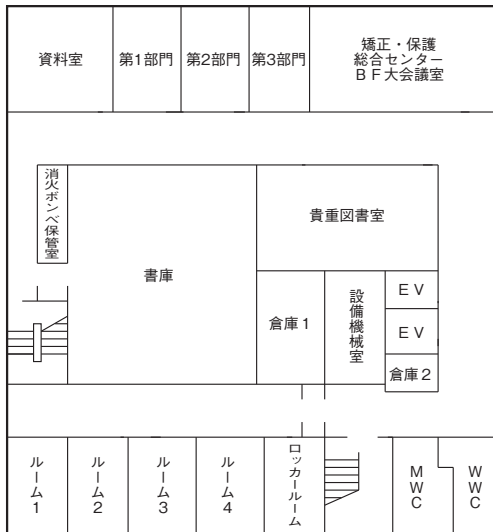 資料室
第1部門
第2部門
第3部門
矯正・保護
総合センター
ＢＦ大会議室
消火ボンベ保管室
書庫
貴重図書室
倉庫1
設備機械室
ＥＶ
ＥＶ
倉庫2
ルーム1
ルーム2
ルーム3
ルーム4
ロッカールーム
ＭＷＣ
ＷＷＣ